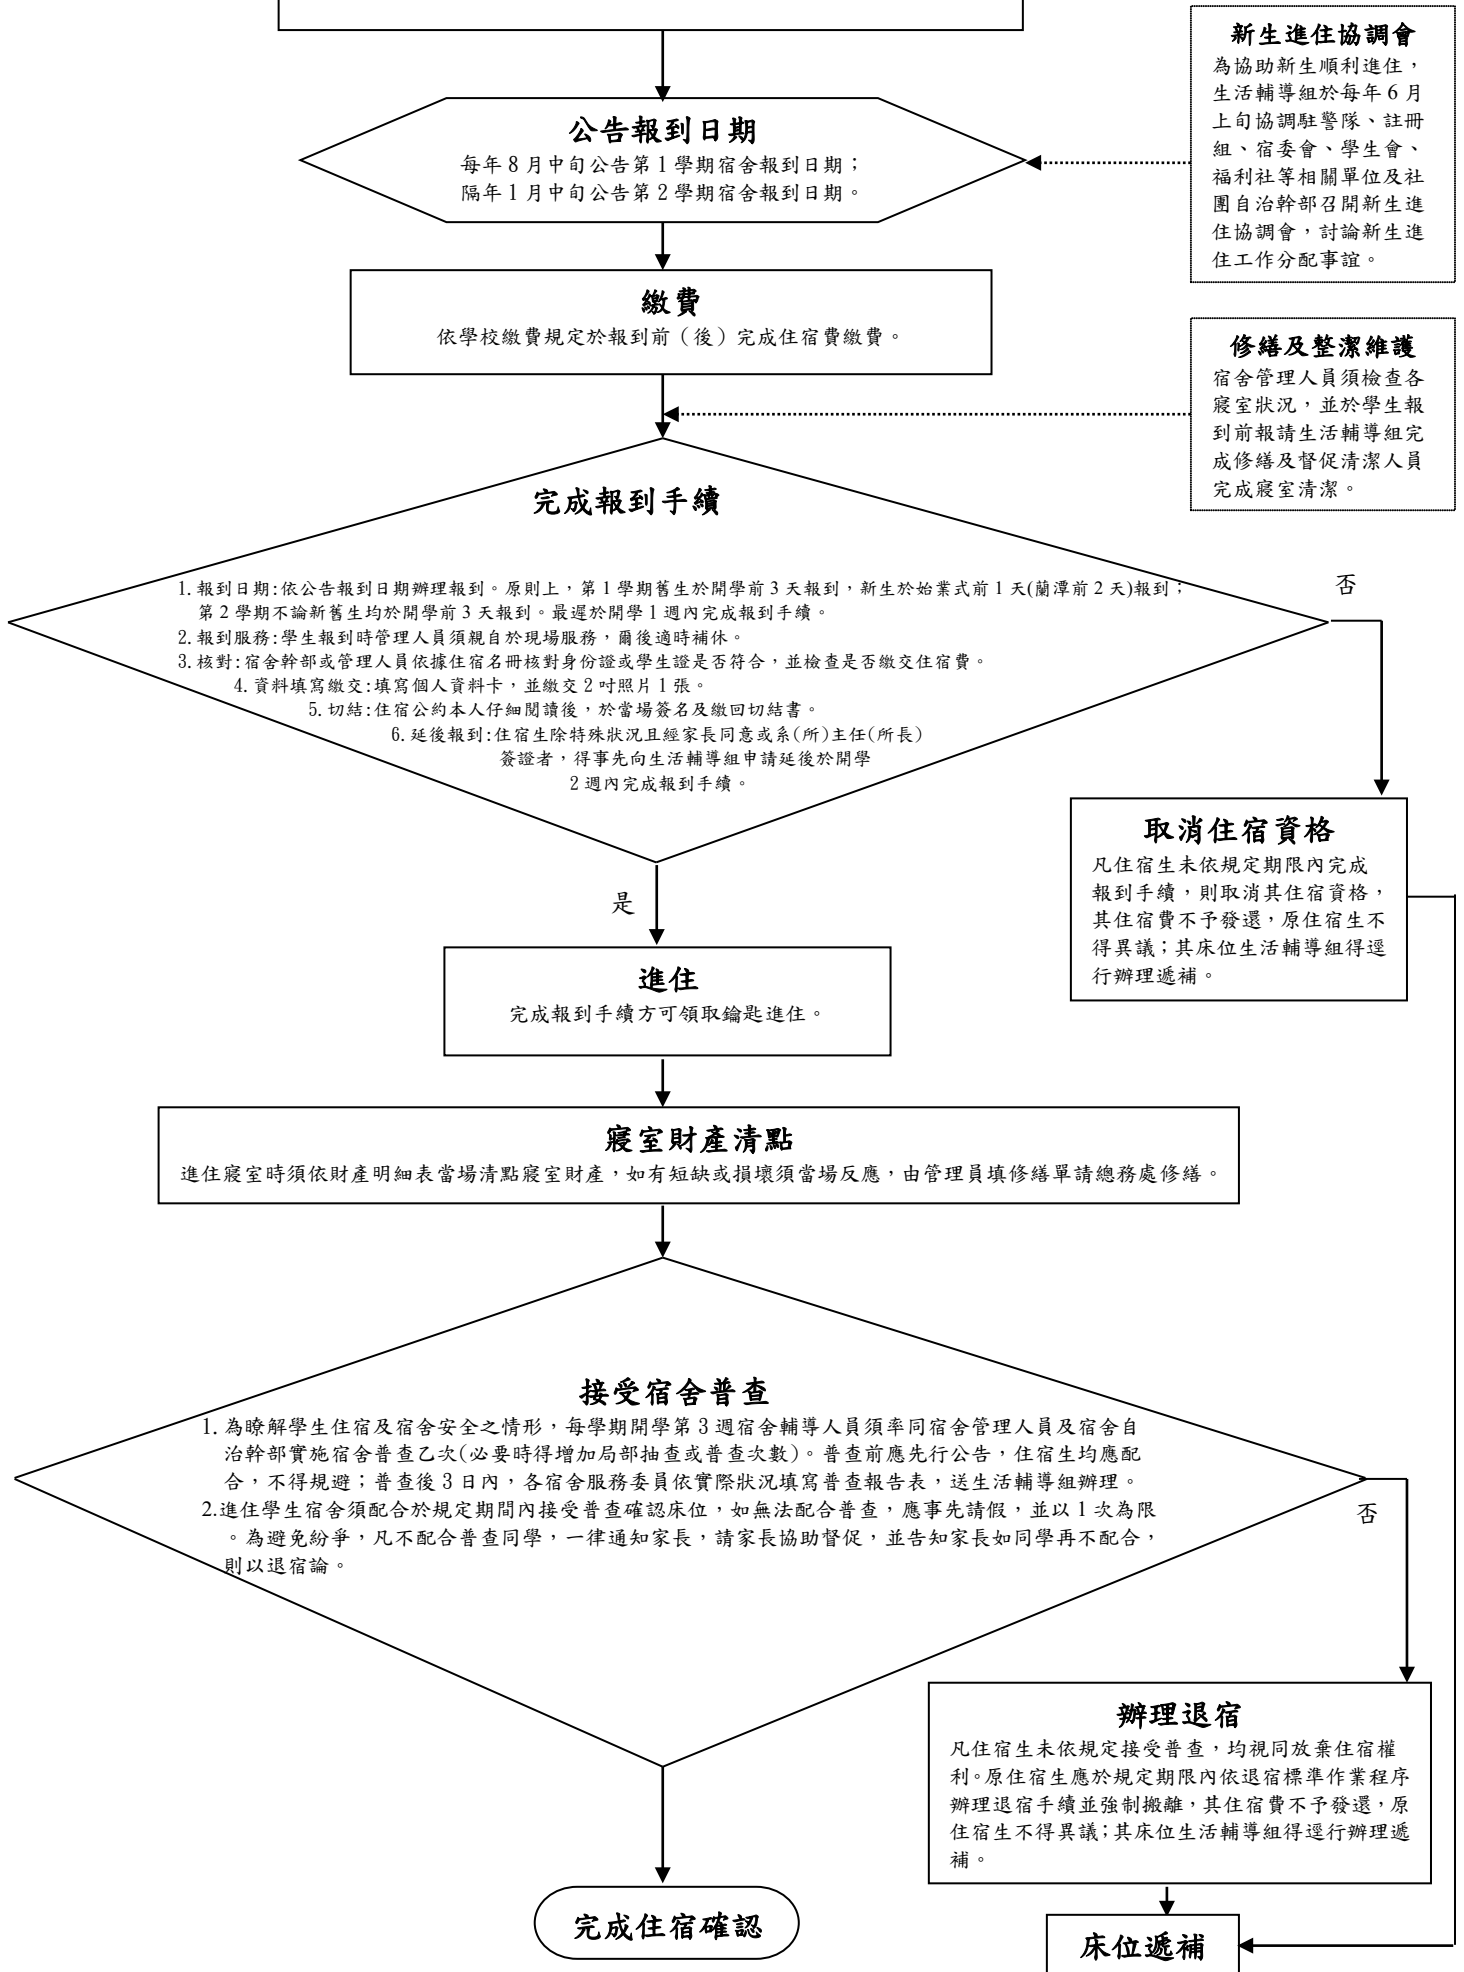 新生進住協調會
為協助新生順利進住，
生活輔導組於每年 6 月
上旬協調駐警隊、註冊
組、宿委會、學生會、
福利社等相關單位及社
團自治幹部召開新生進
住協調會，討論新生進
住工作分配事誼。
公告報到日期
每年 8 月中旬公告第 1 學期宿舍報到日期；
隔年 1 月中旬公告第 2 學期宿舍報到日期。
繳費
依學校繳費規定於報到前（後）完成住宿費繳費。
修繕及整潔維護
宿舍管理人員須檢查各
寢室狀況，並於學生報
到前報請生活輔導組完
成修繕及督促清潔人員
完成寢室清潔。
完成報到手續
1.報到日期:依公告報到日期辦理報到。原則上，第 1 學期舊生於開學前 3 天報到，新生於始業式前 1 天(蘭潭前 2 天)報到；
第 2 學期不論新舊生均於開學前 3 天報到。最遲於開學 1 週內完成報到手續。
2.報到服務:學生報到時管理人員須親自於現場服務，爾後適時補休。
3.核對:宿舍幹部或管理人員依據住宿名冊核對身份證或學生證是否符合，並檢查是否繳交住宿費。
4.資料填寫繳交:填寫個人資料卡，並繳交 2 吋照片 1 張。
5.切結:住宿公約本人仔細閱讀後，於當場簽名及繳回切結書。
6.延後報到:住宿生除特殊狀況且經家長同意或系(所)主任(所長)
簽證者，得事先向生活輔導組申請延後於開學
2 週內完成報到手續。
否
取消住宿資格
凡住宿生未依規定期限內完成
報到手續，則取消其住宿資格，
其住宿費不予發還，原住宿生不
得異議；其床位生活輔導組得逕
行辦理遞補。
是
進住
完成報到手續方可領取鑰匙進住。
寢室財產清點
進住寢室時須依財產明細表當場清點寢室財產，如有短缺或損壞須當場反應，由管理員填修繕單請總務處修繕。
接受宿舍普查
1.為瞭解學生住宿及宿舍安全之情形，每學期開學第 3 週宿舍輔導人員須率同宿舍管理人員及宿舍自
治幹部實施宿舍普查乙次(必要時得增加局部抽查或普查次數)。普查前應先行公告，住宿生均應配
合，不得規避；普查後 3 日內，各宿舍服務委員依實際狀況填寫普查報告表，送生活輔導組辦理。
2.進住學生宿舍須配合於規定期間內接受普查確認床位，如無法配合普查，應事先請假，並以 1 次為限
。為避免紛爭，凡不配合普查同學，一律通知家長，請家長協助督促，並告知家長如同學再不配合，
則以退宿論。
否
辦理退宿
凡住宿生未依規定接受普查，均視同放棄住宿權
利。原住宿生應於規定期限內依退宿標準作業程序
辦理退宿手續並強制搬離，其住宿費不予發還，原
住宿生不得異議；其床位生活輔導組得逕行辦理遞
補。
完成住宿確認
床位遞補